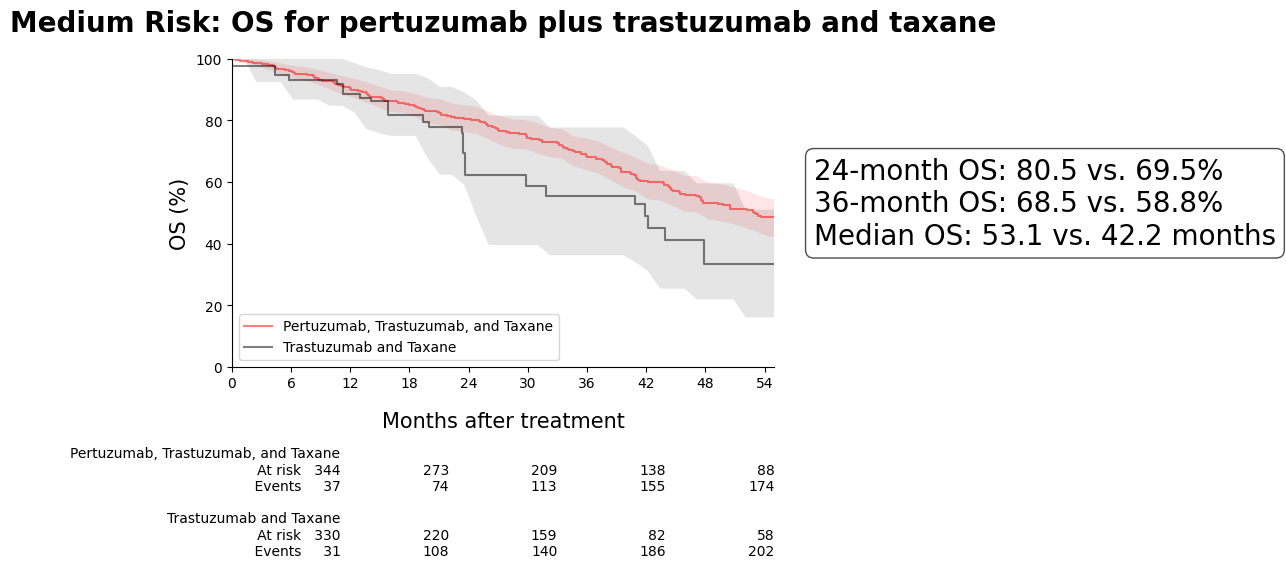 Medium Risk: OS for pertuzumab plus trastuzumab and taxane
100
80
60
40
20
0
OS (%)
Pertuzumab, Trastuzumab, and Taxane
Trastuzumab and Taxane
0 6 12 18 24 30 36 42 48 54
Months after treatment
24-month OS: 80.5 vs. 69.5%
36-month OS: 68.5 vs. 58.8%
Median OS: 53.1 vs. 42.2 months
Pertuzumab, Trastuzumab, and Taxane
At risk 344 273 209 138 88
Events 37 74 113 155 174
Trastuzumab and Taxane
At risk 330 220 159 82 58
Events 31 108 140 186 202